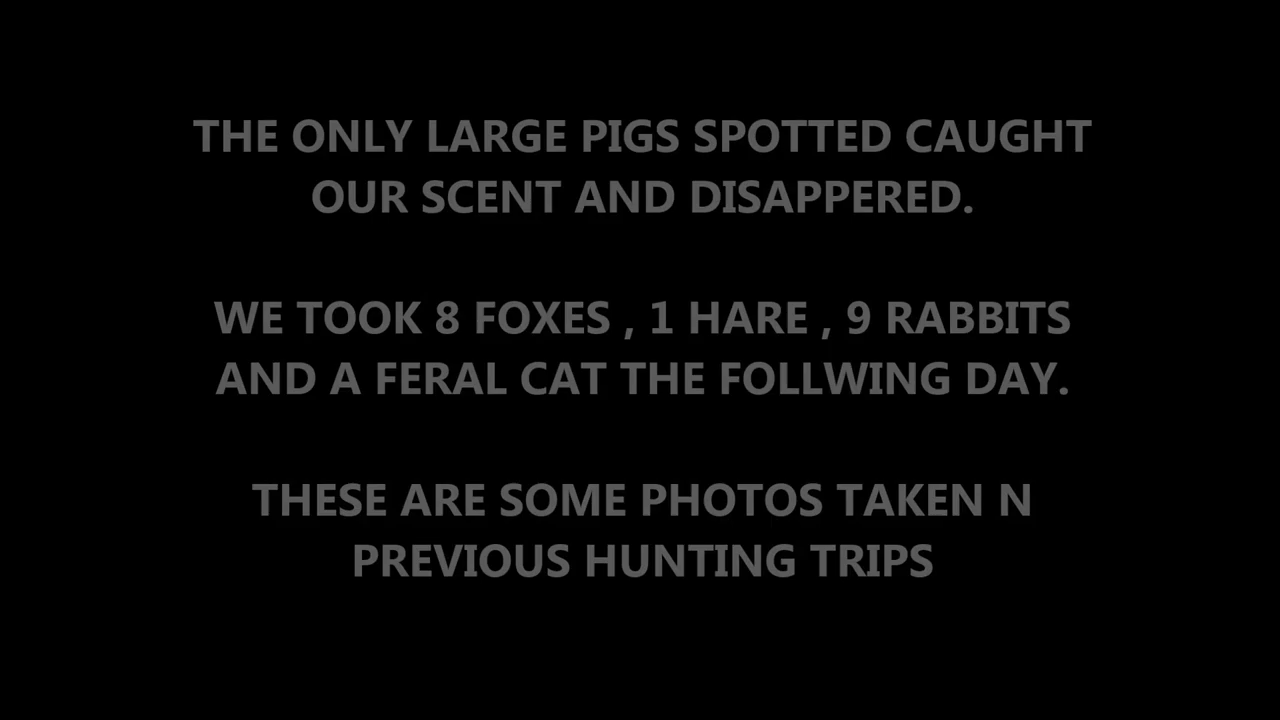 THE ONLY LARGE PIGS SPOTTED CAUGHT
OUR SCENT AND DISAPPERED.
WE TOOK 8 FOXES , 1 HARE , 9 RABBITS
AND A FERAL CAT THE FOLLWING DAY.
THESE ARE SOME PHOTOS TAKEN N
PREVIOUS HUNTING TRIPS